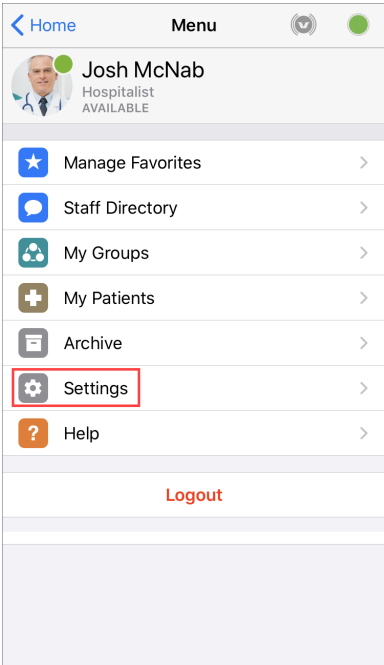 Home Menu
Josh McNab
Hospitalist
AVAILABLE
Manage Favorites
Staff Directory
My Groups
My Patients
Archive
Settings
? Help
Logout